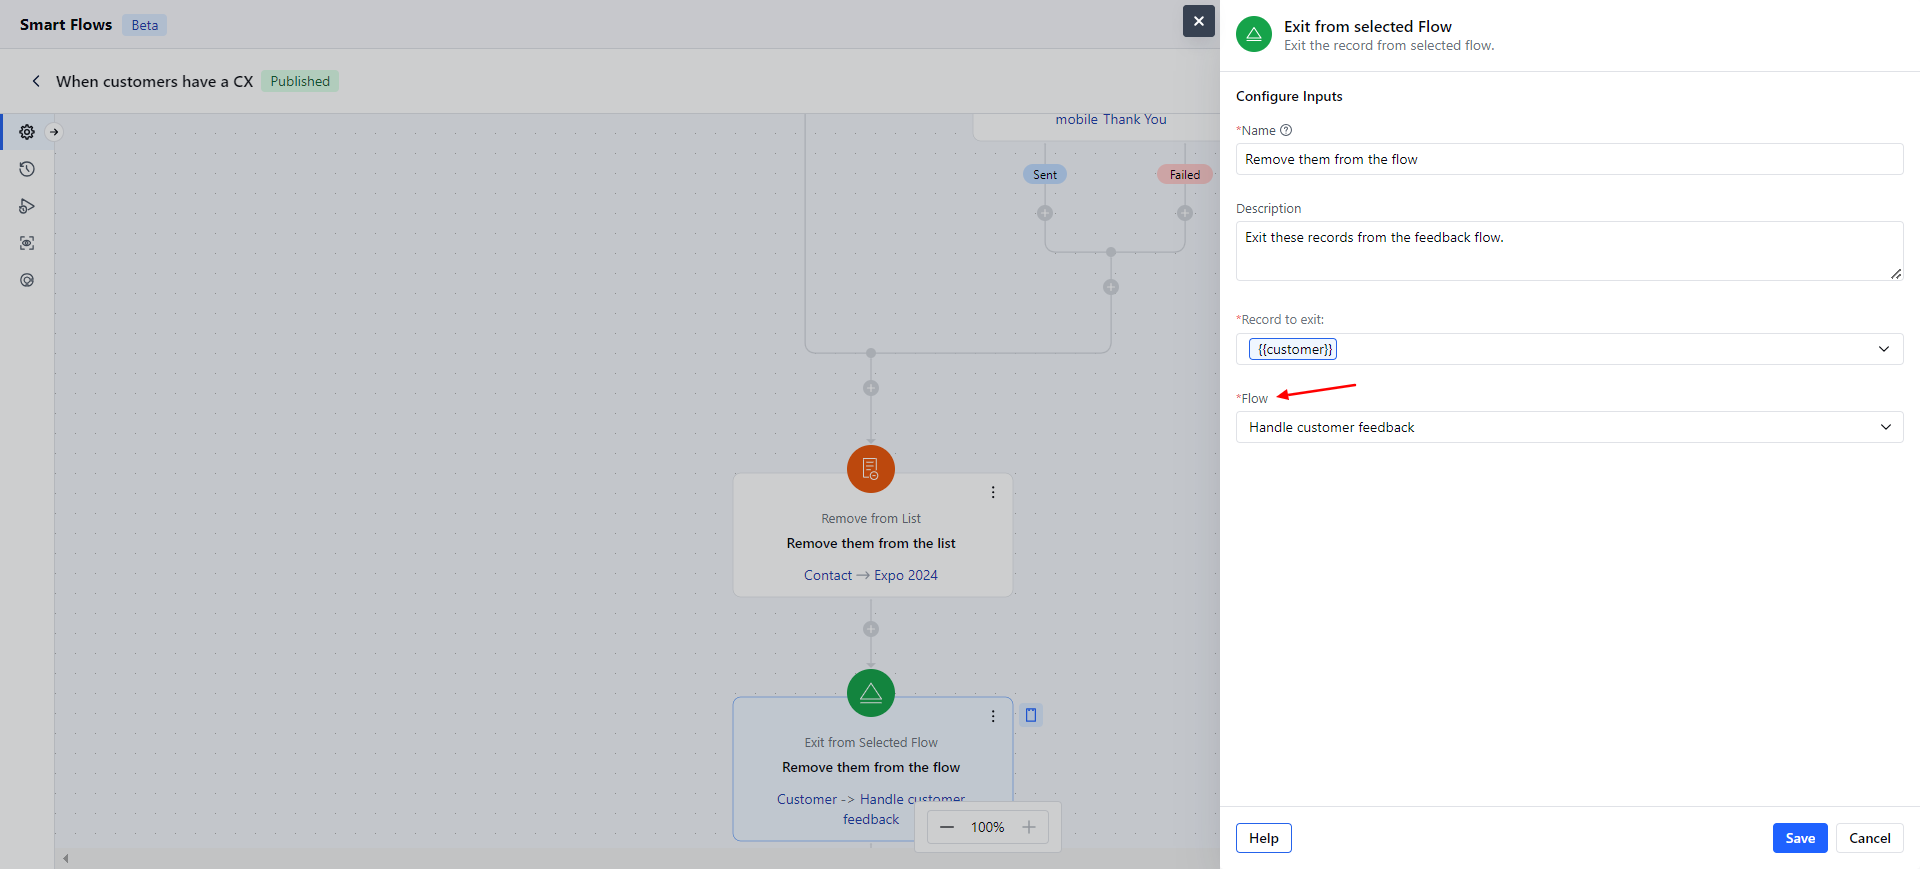 Smart Flows Beta
When customers have a CX Published
mobile Thank You
Sent Failed
Remove from List
Remove them from the list
Contact → Expo 2024
Exit from Selected Flow
Remove them from the flow
Customer -> Handle customer
feedback
100%
Exit from selected Flow
Exit the record from selected flow.
Configure Inputs
*Name
Remove them from the flow
Description
Exit these records from the feedback flow.
*Record to exit:
{{customer}}
*Flow
Handle customer feedback
Help Save Cancel